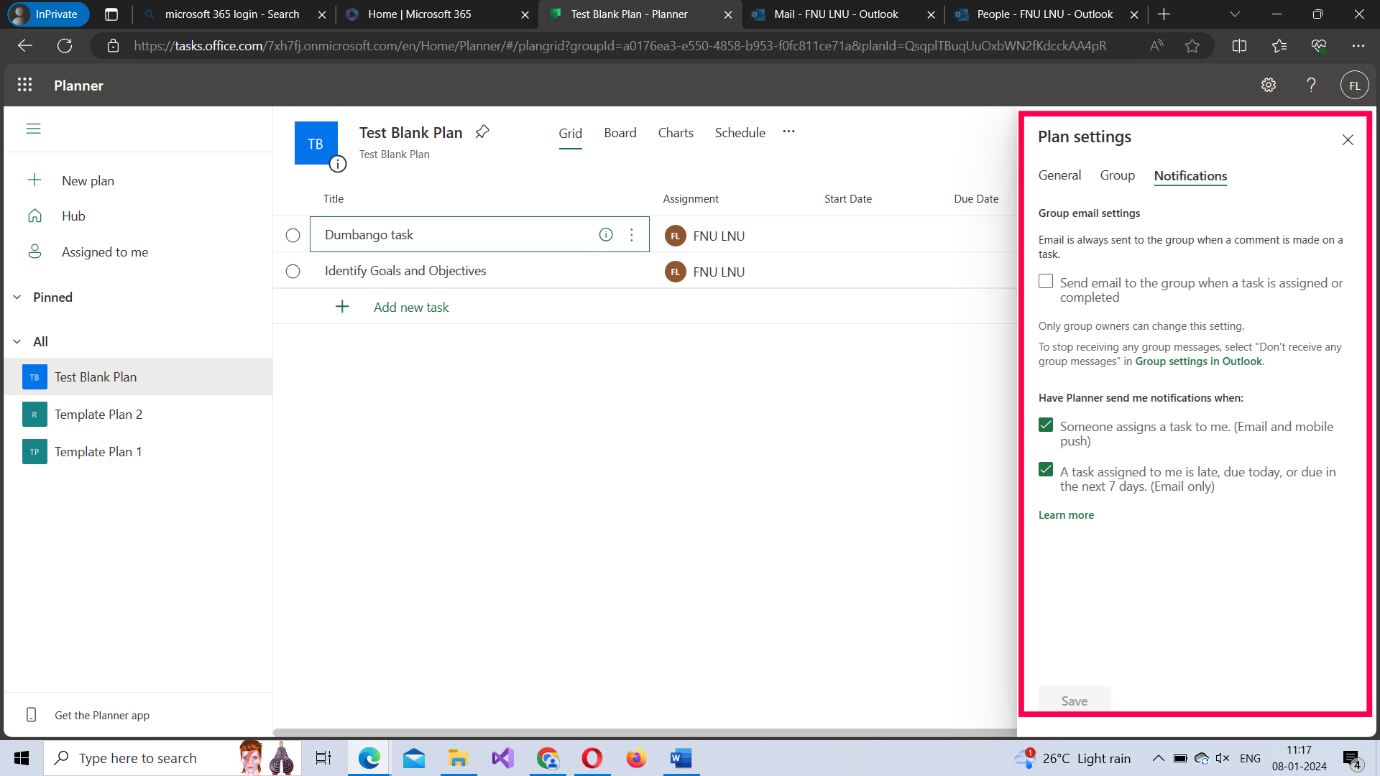 InPrivate
microsoft 365 login - Search
Home | Microsoft 365
Test Blank Plan - Planner
Mail - FNU LNU - Outlook
People - FNU LNU - Outlook
https://tasks.office.com/7xh7fj.onmicrosoft.com/en/Home/Planner/#/plangrid?groupId=a0176ea3-e550-4858-b953-f0fc811ce71a&planId=QsqplTBuqUuOxbWN2fKdcckAA4pR
Planner
FL
New plan
Hub
Assigned to me
Pinned
All
TB Test Blank Plan
R Template Plan 2
TP Template Plan 1
Get the Planner app
TB
Test Blank Plan
Test Blank Plan
Grid Board Charts Schedule
Title Assignment Start Date Due Date
Dumbango task FL FNU LNU
Identify Goals and Objectives FL FNU LNU
Add new task
Plan settings
General Group Notifications
Group email settings
Email is always sent to the group when a comment is made on a
task.
Send email to the group when a task is assigned or
completed
Only group owners can change this setting.
To stop receiving any group messages, select "Don't receive any
group messages" in Group settings in Outlook.
Have Planner send me notifications when:
Someone assigns a task to me. (Email and mobile
push)
A task assigned to me is late, due today, or due in
the next 7 days. (Email only)
Learn more
Save
Type here to search
1
26°C Light rain
ENG
11:17
08-01-2024
4